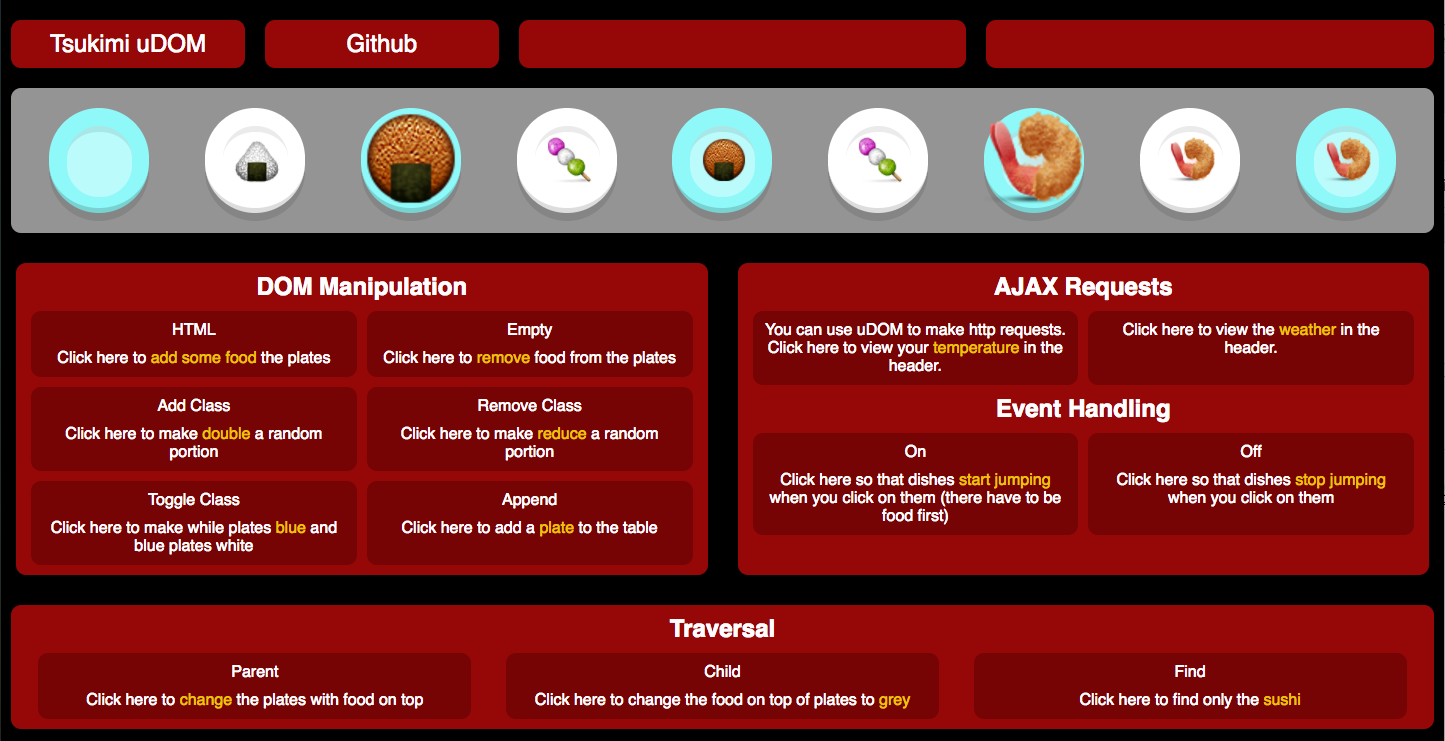 Tsukimi uDOM
Github
DOM Manipulation
HTML
Click here to add some food the plates
Empty
Click here to remove food from the plates
Add Class
Click here to make double a random
portion
Remove Class
Click here to make reduce a random
portion
Toggle Class
Click here to make while plates blue and
blue plates white
Append
Click here to add a plate to the table
AJAX Requests
You can use uDOM to make http requests.
Click here to view your temperature in the
header.
Click here to view the weather in the
header.
Event Handling
On
Click here so that dishes start jumping
when you click on them (there have to be
food first)
Off
Click here so that dishes stop jumping
when you click on them
Traversal
Parent
Click here to change the plates with food on top
Child
Click here to change the food on top of plates to grey
Find
Click here to find only the sushi